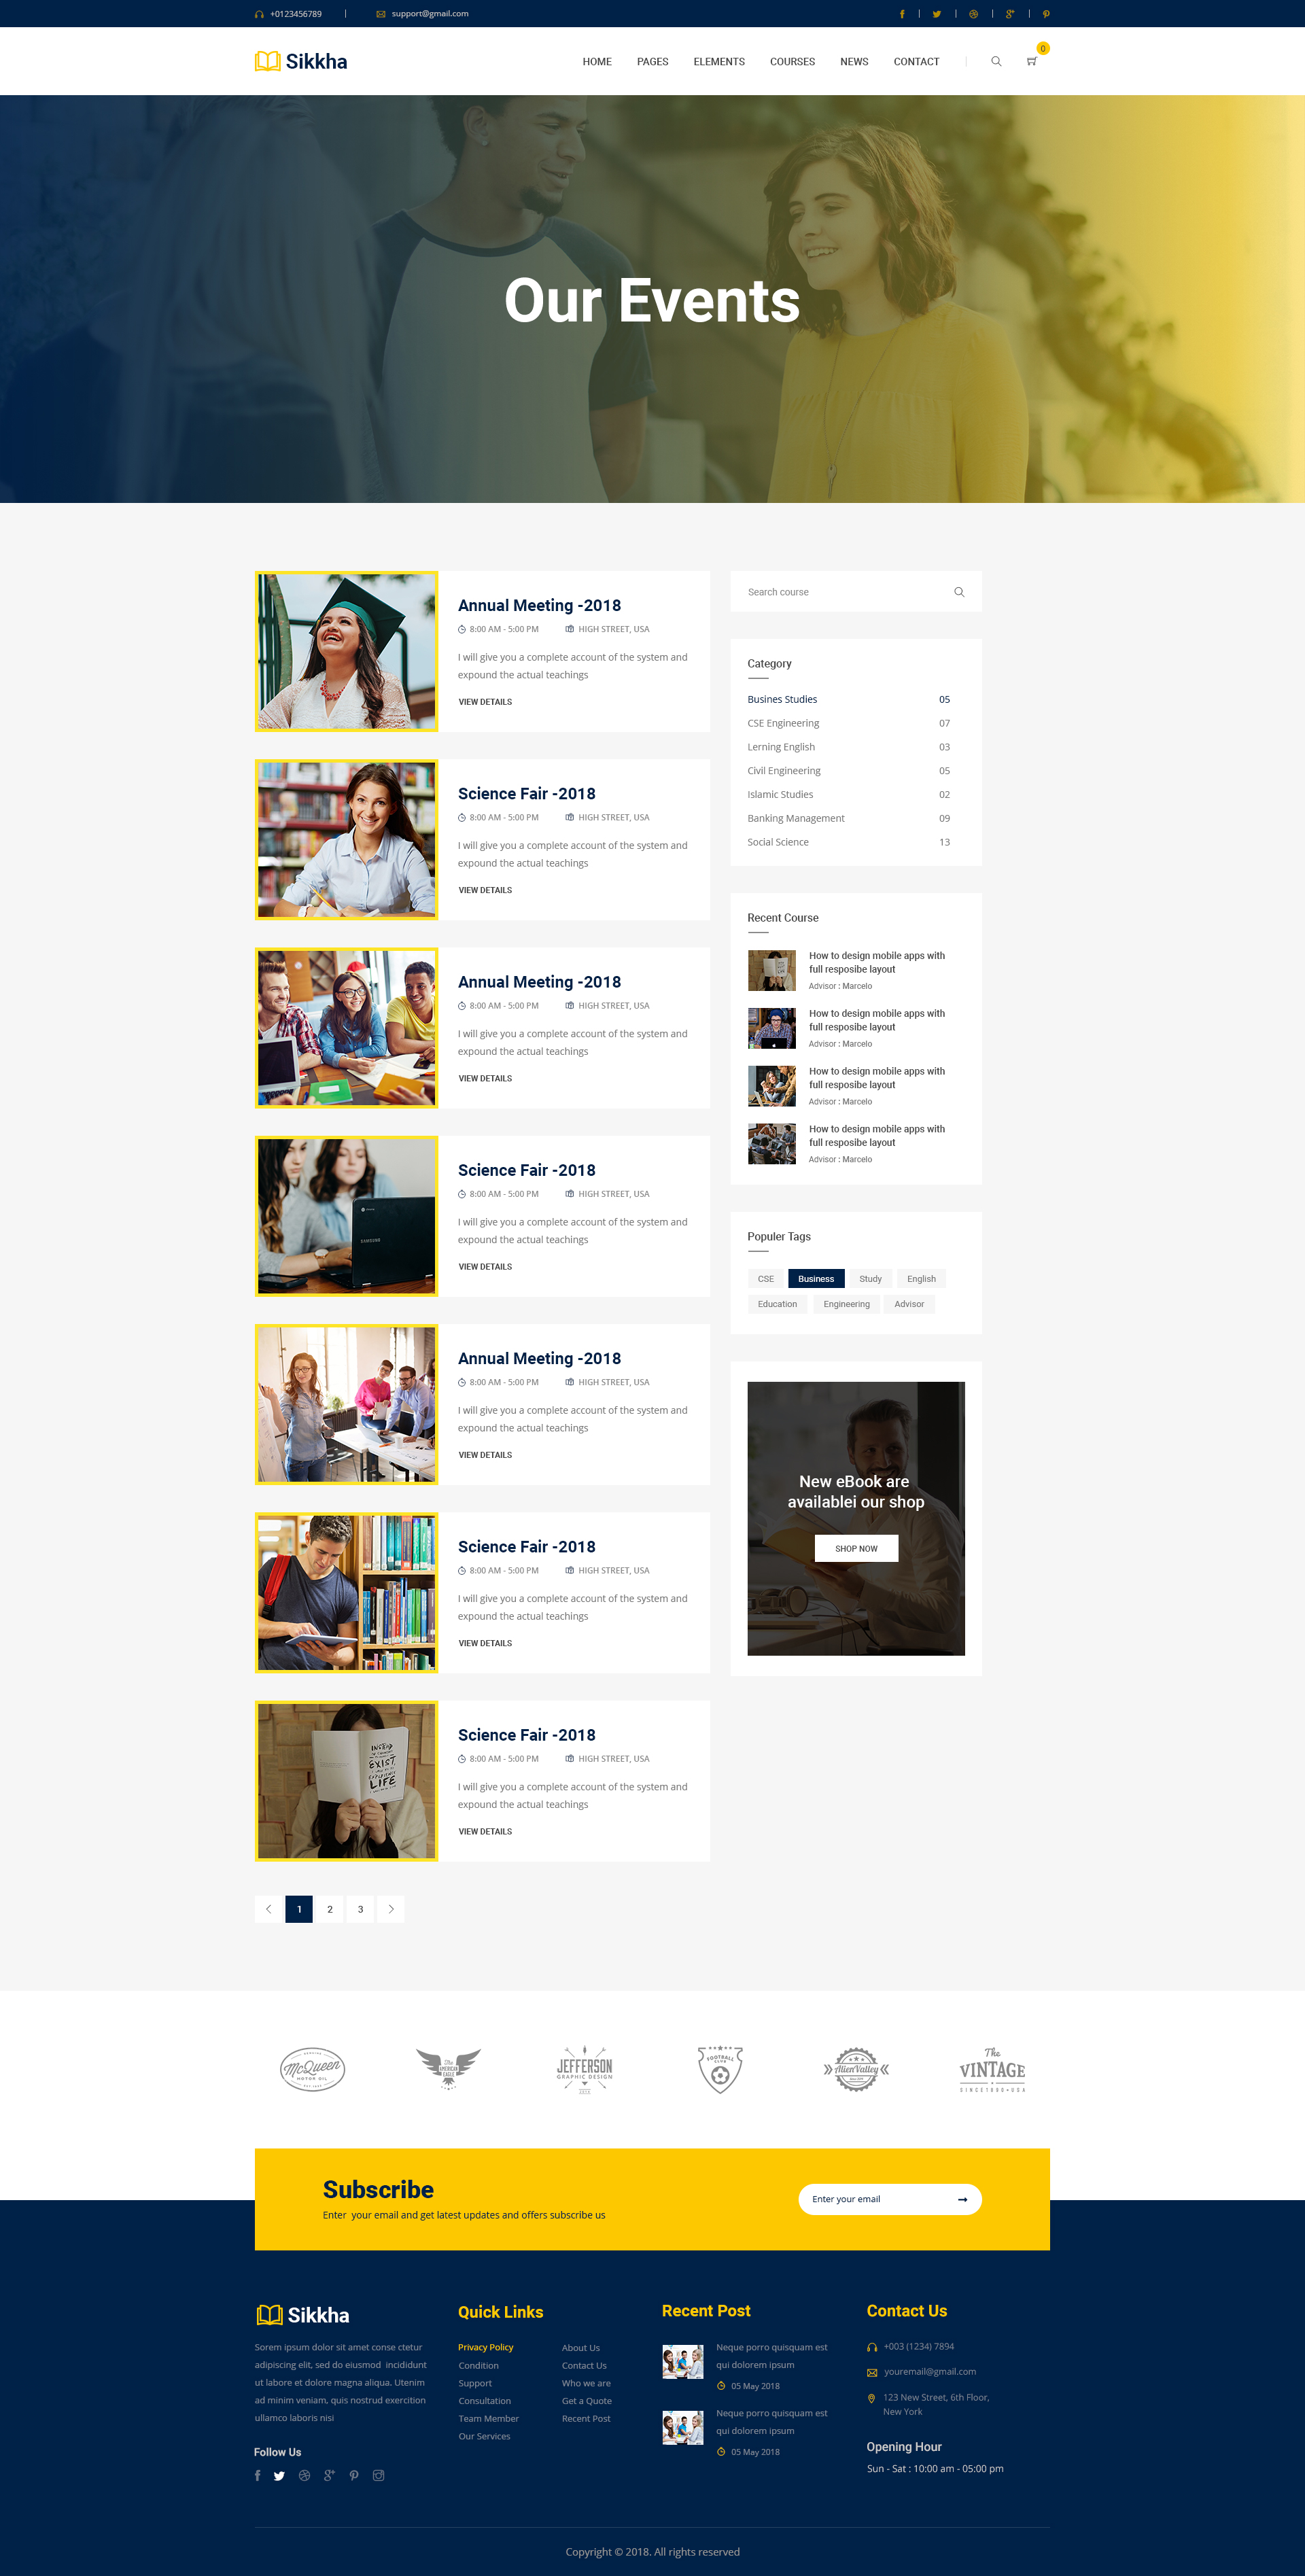 +0123456789
support@gmail.com
Sikkha
HOME PAGES ELEMENTS COURSES NEWS CONTACT
0
Our Events
Annual Meeting -2018
8:00 AM - 5:00 PM HIGH STREET, USA
I will give you a complete account of the system and
expound the actual teachings
VIEW DETAILS
Science Fair -2018
8:00 AM - 5:00 PM HIGH STREET, USA
I will give you a complete account of the system and
expound the actual teachings
VIEW DETAILS
Annual Meeting -2018
8:00 AM - 5:00 PM HIGH STREET, USA
I will give you a complete account of the system and
expound the actual teachings
VIEW DETAILS
SAMSUNG
Science Fair -2018
8:00 AM - 5:00 PM HIGH STREET, USA
I will give you a complete account of the system and
expound the actual teachings
VIEW DETAILS
Annual Meeting -2018
8:00 AM - 5:00 PM HIGH STREET, USA
I will give you a complete account of the system and
expound the actual teachings
VIEW DETAILS
Science Fair -2018
8:00 AM - 5:00 PM HIGH STREET, USA
I will give you a complete account of the system and
expound the actual teachings
VIEW DETAILS
INSTEAD
EXIST,
LIFE
Science Fair -2018
8:00 AM - 5:00 PM HIGH STREET, USA
I will give you a complete account of the system and
expound the actual teachings
VIEW DETAILS
1 2 3
Search course
Category
Busines Studies 05
CSE Engineering 07
Lerning English 03
Civil Engineering 05
Islamic Studies 02
Banking Management 09
Social Science 13
Recent Course
How to design mobile apps with
full resposibe layout
Advisor : Marcelo
How to design mobile apps with
full resposibe layout
Advisor : Marcelo
How to design mobile apps with
full resposibe layout
Advisor : Marcelo
How to design mobile apps with
full resposibe layout
Advisor : Marcelo
Populer Tags
CSE Business Study English
Education Engineering Advisor
New eBook are
availablei our shop
SHOP NOW
McQueen
MOTOR OIL
The
AMERICAN
EAGLE
JEFFERSON
GRAPHIC DESIGN
FOOTBALL
CLUB
AlienValley
The
VINTAGE
Subscribe
Enter  your email and get latest updates and offers subscribe us
Enter your email
Sikkha
Sorem ipsum dolor sit amet conse ctetur
adipiscing elit, sed do eiusmod  incididunt
ut labore et dolore magna aliqua. Utenim
ad minim veniam, quis nostrud exercition
ullamco laboris nisi
Follow Us
Quick Links
Privacy Policy
Condition
Support
Consultation
Team Member
Our Services
About Us
Contact Us
Who we are
Get a Quote
Recent Post
Recent Post
Neque porro quisquam est
qui dolorem ipsum
05 May 2018
Neque porro quisquam est
qui dolorem ipsum
05 May 2018
Contact Us
+003 (1234) 7894
youremail@gmail.com
123 New Street, 6th Floor,
New York
Opening Hour
Sun - Sat : 10:00 am - 05:00 pm
Copyright © 2018. All rights reserved